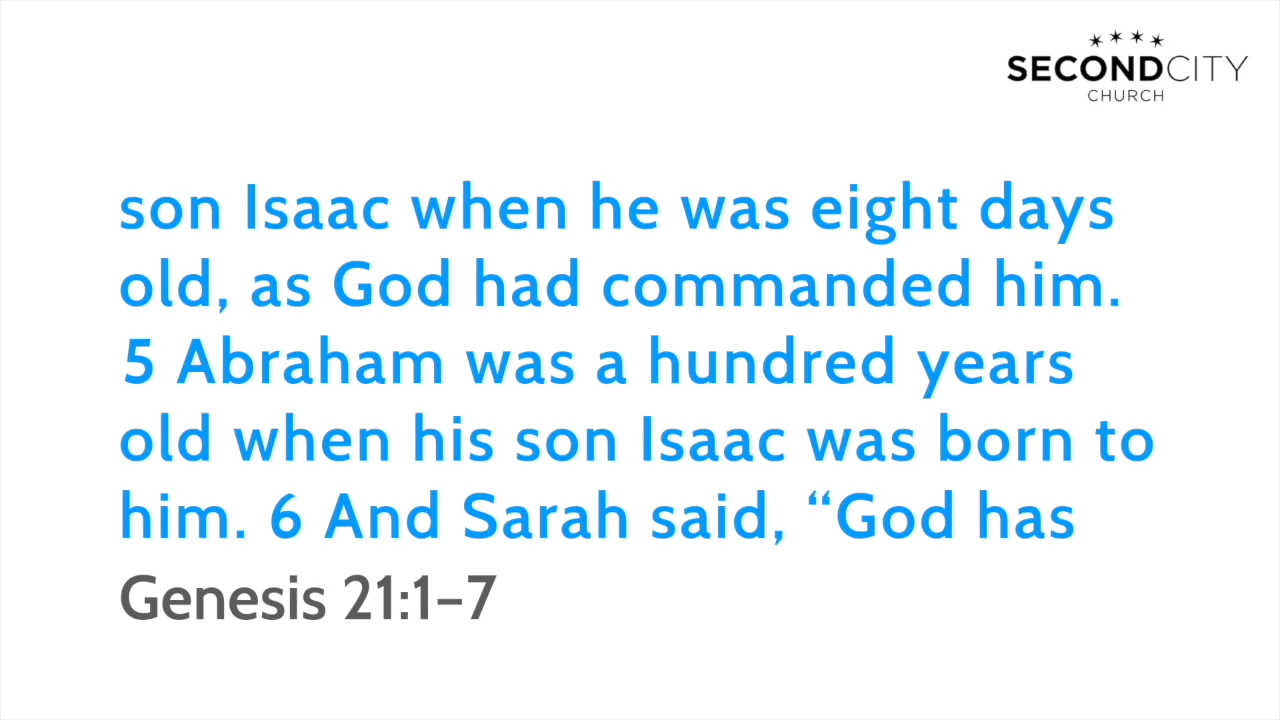 SECONDCITY
CHURCH
son Isaac when he was eight days
old, as God had commanded him.
5 Abraham was a hundred years
old when his son Isaac was born to
him. 6 And Sarah said, “God has
Genesis 21:1–7